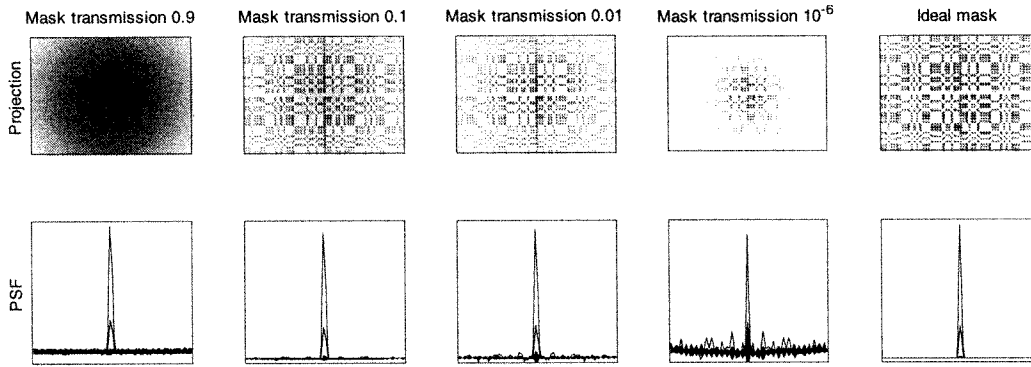 Mask transmission 0.9
Mask transmission 0.1
Mask transmission 0.01
Mask transmission 10⁻⁶
Ideal mask
Projection
PSF